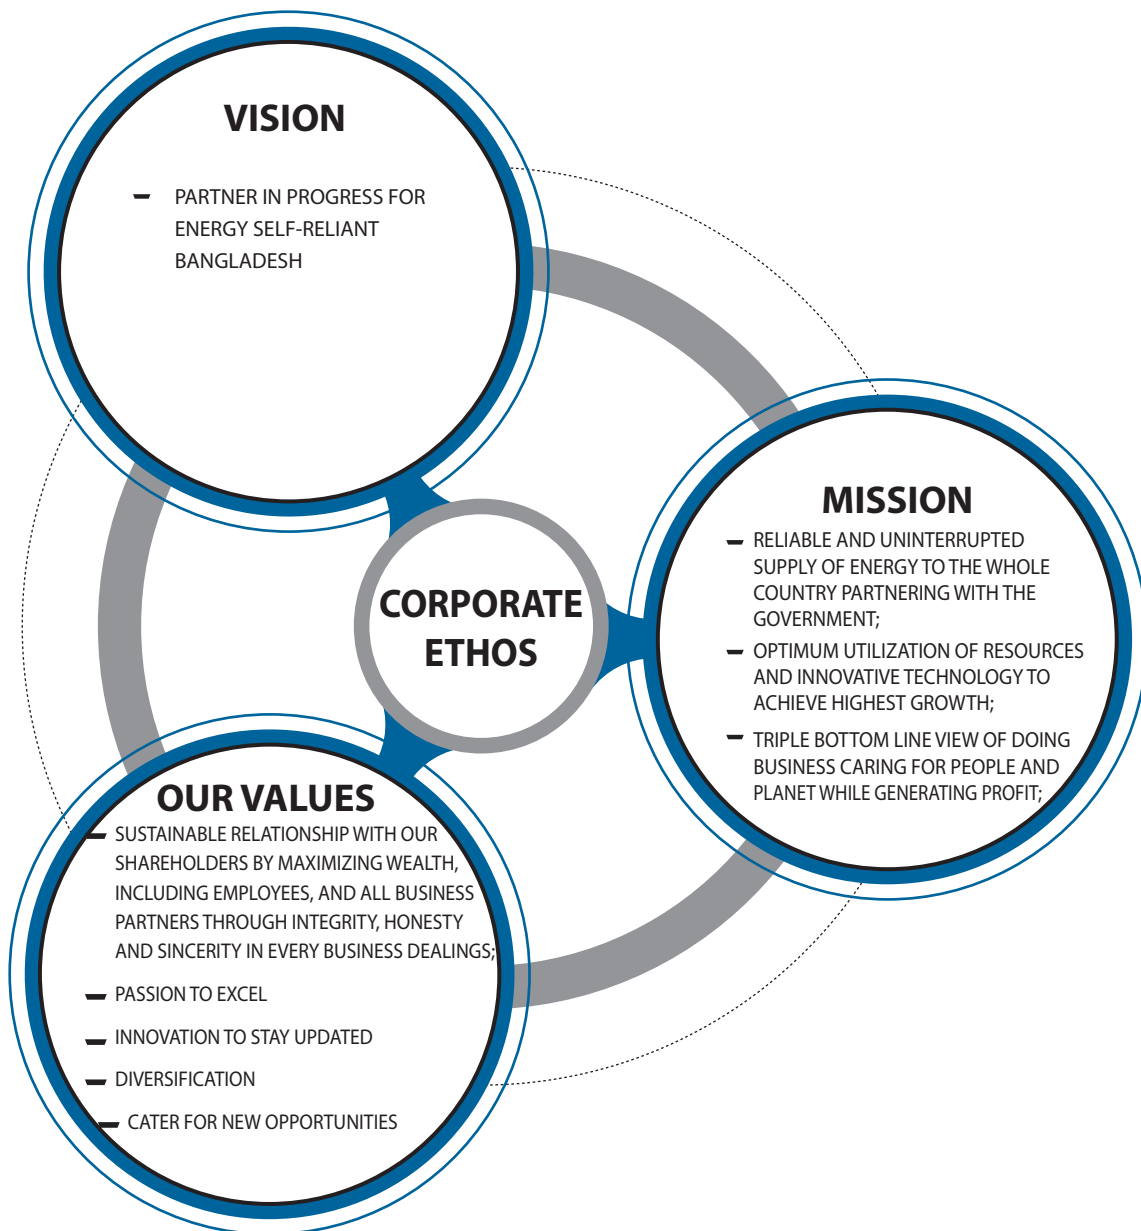 VISION
PARTNER IN PROGRESS FOR
ENERGY SELF-RELIANT
BANGLADESH
MISSION
RELIABLE AND UNINTERRUPTED
SUPPLY OF ENERGY TO THE WHOLE
COUNTRY PARTNERING WITH THE
GOVERNMENT;
OPTIMUM UTILIZATION OF RESOURCES
AND INNOVATIVE TECHNOLOGY TO
ACHIEVE HIGHEST GROWTH;
TRIPLE BOTTOM LINE VIEW OF DOING
BUSINESS CARING FOR PEOPLE AND
PLANET WHILE GENERATING PROFIT;
CORPORATE
ETHOS
OUR VALUES
SUSTAINABLE RELATIONSHIP WITH OUR
SHAREHOLDERS BY MAXIMIZING WEALTH,
INCLUDING EMPLOYEES, AND ALL BUSINESS
PARTNERS THROUGH INTEGRITY, HONESTY
AND SINCERITY IN EVERY BUSINESS DEALINGS;
PASSION TO EXCEL
INNOVATION TO STAY UPDATED
DIVERSIFICATION
CATER FOR NEW OPPORTUNITIES